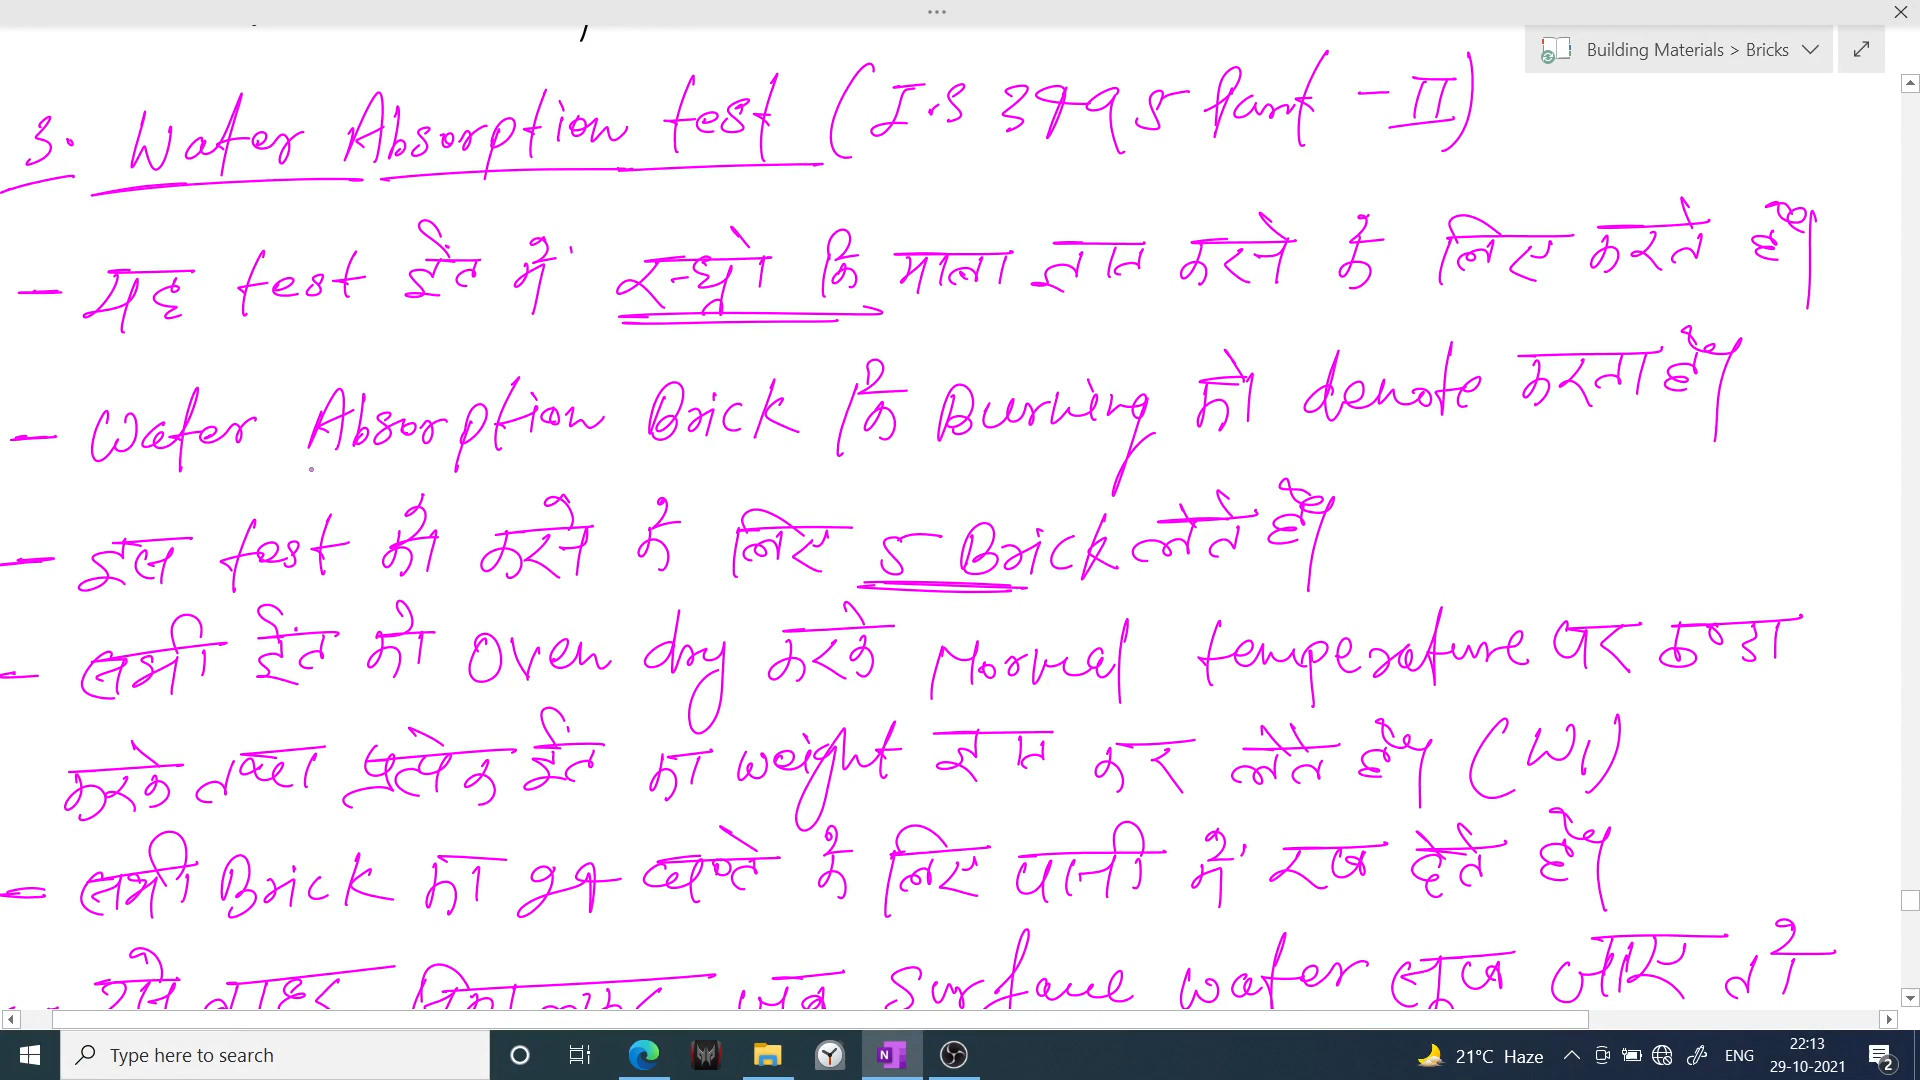 Building Materials > Bricks
3. Water Absorption test (I.S 3495 Part - II)
- यह test ईंट में रन्ध्रो कि मात्रा ज्ञात करने के लिए करते हैं।
- Water Absorption Brick कि Burning को denote करता है।
- इस test को करने के लिए 5 Brick लेते हैं।
- सभी ईंट को Oven dry करके Normal temperature पर ठण्डा
करके तथा प्रत्येक ईंट का weight ज्ञात कर लेते हैं। (W1)
- सभी Brick को 24 घण्टे के लिए पानी में रख देते हैं।
बाहर Surface water सूख जाए तो
Type here to search
21°C Haze
ENG
22:13
29-10-2021
2